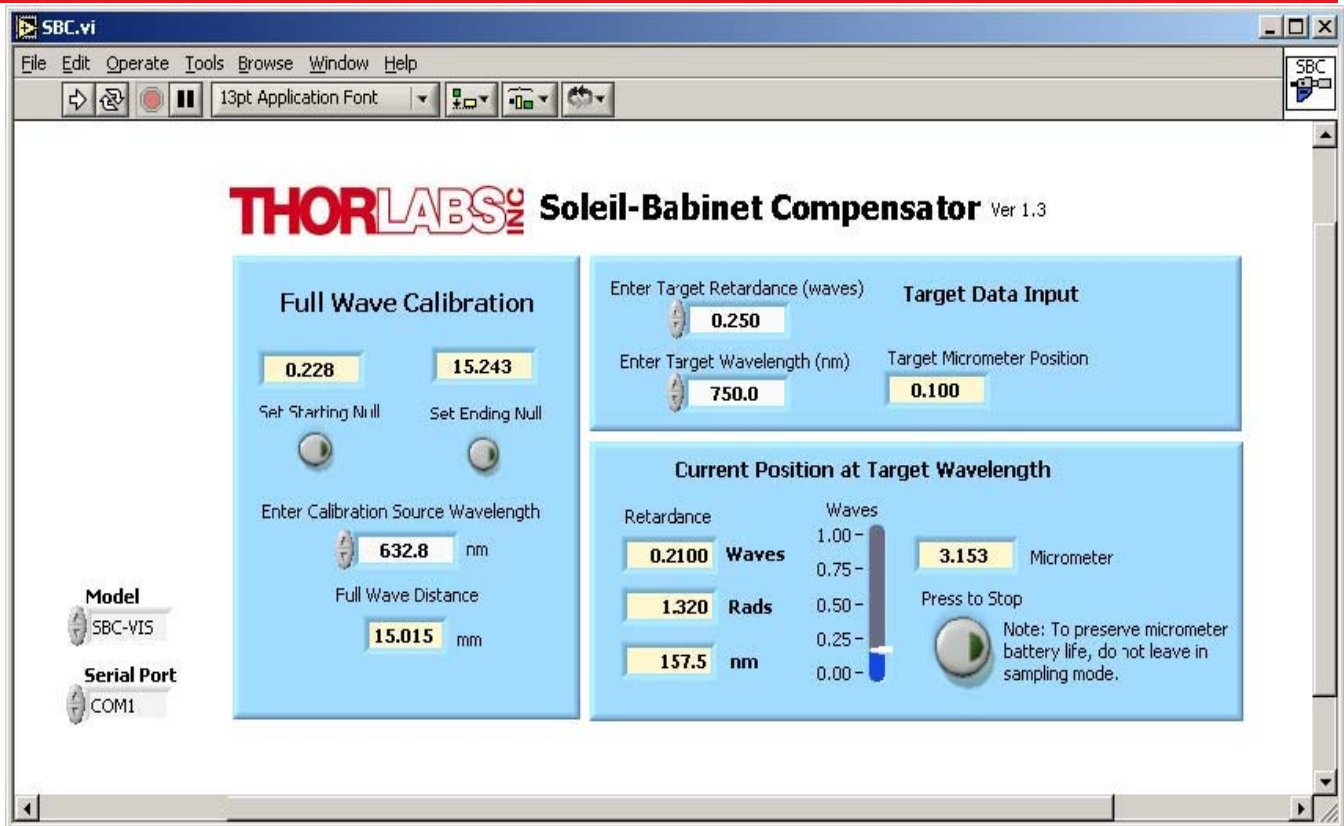 SBC.vi
File Edit Operate Tools Browse Window Help
SBC
13pt Application Font
THORLABS INC Soleil-Babinet Compensator Ver 1.3
Full Wave Calibration
0.228 15.243
Set Starting Null Set Ending Null
Enter Calibration Source Wavelength
632.8 nm
Full Wave Distance
15.015 mm
Model
SBC-VIS
Serial Port
COM1
Enter Target Retardance (waves) Target Data Input
0.250
Enter Target Wavelength (nm) Target Micrometer Position
750.0 0.100
Current Position at Target Wavelength
Retardance Waves
0.2100 Waves
1.320 Rads
157.5 nm
1.00
0.75
0.50
0.25
0.00
3.153 Micrometer
Press to Stop
Note: To preserve micrometer
battery life, do not leave in
sampling mode.